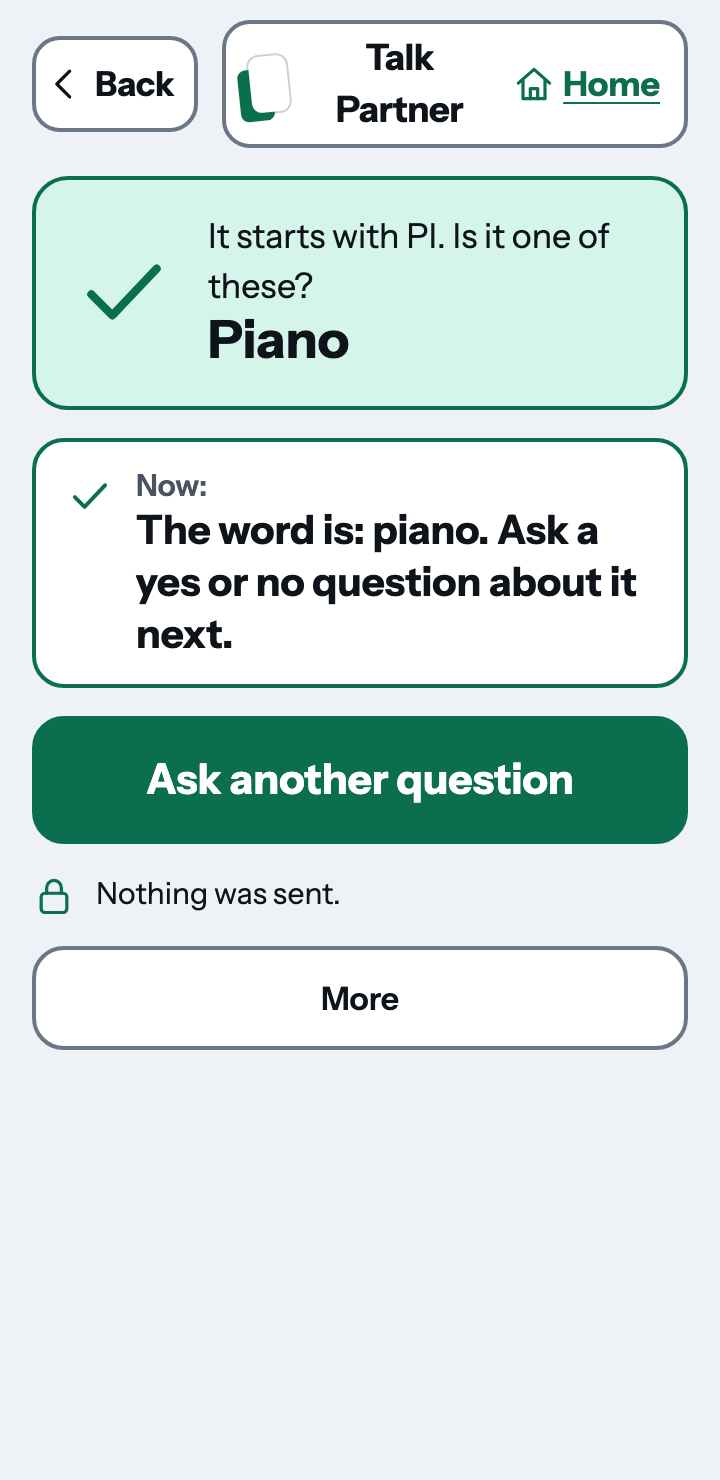 Back
Talk
Partner
Home
It starts with PI. Is it one of
these?
Piano
Now:
The word is: piano. Ask a
yes or no question about it
next.
Ask another question
Nothing was sent.
More